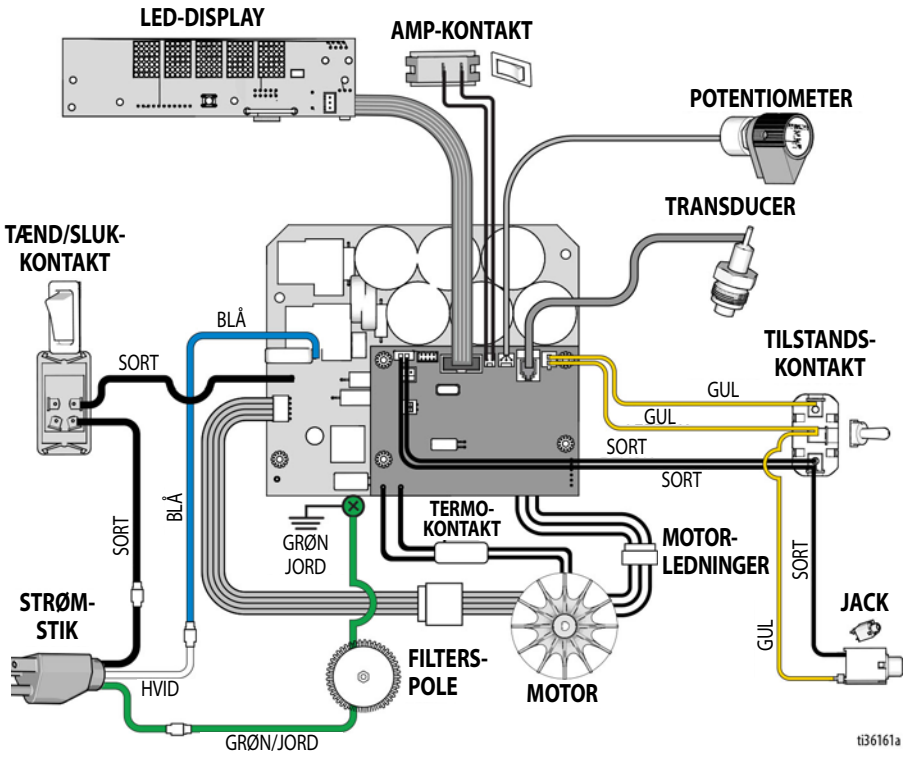 LED-DISPLAY
AMP-KONTAKT
POTENTIOMETER
TRANSDUCER
TÆND/SLUK-
KONTAKT
BLÅ
SORT
TILSTANDS-
KONTAKT
GUL
GUL
SORT
SORT
SORT
BLÅ
GRØN
JORD
TERMO-
KONTAKT
MOTOR-
LEDNINGER
SORT
GUL
JACK
STRØM-
STIK
HVID
FILTERS-
POLE
MOTOR
GRØN/JORD
ti36161a